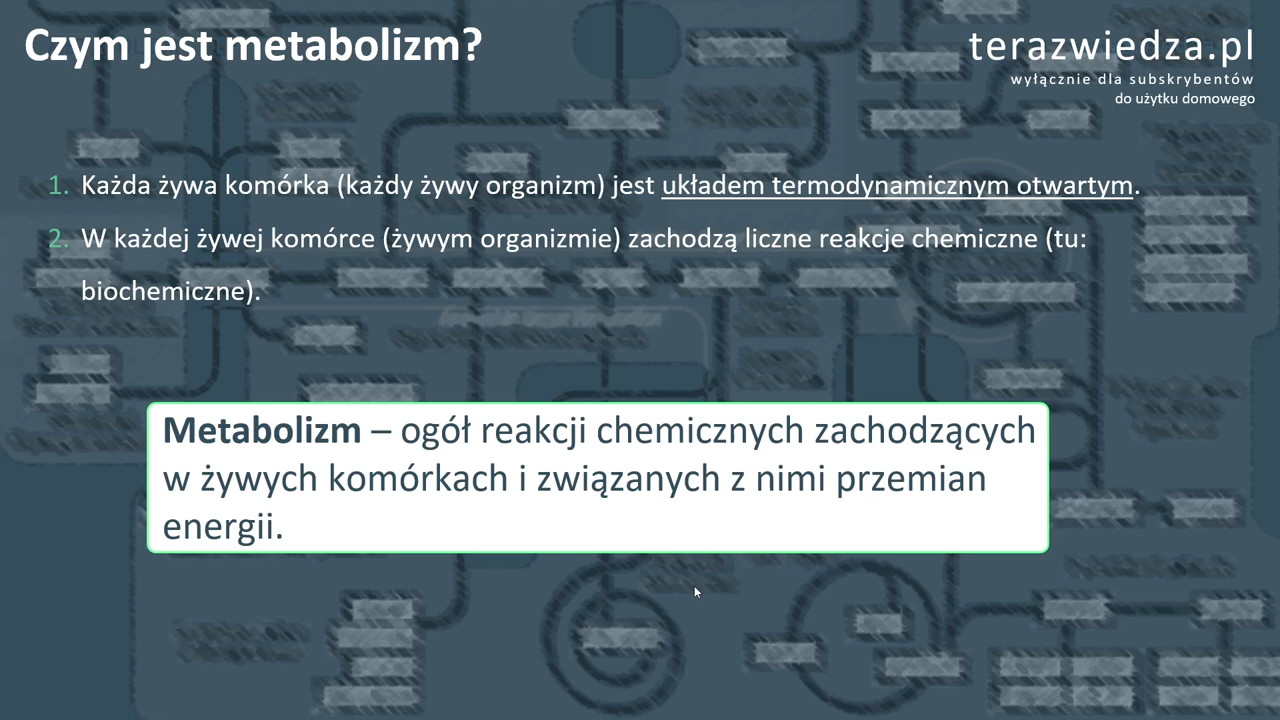 Czym jest metabolizm?
terazwiedza.pl
wyłącznie dla subskrybentów
do użytku domowego
1. Każda żywa komórka (każdy żywy organizm) jest układem termodynamicznym otwartym.
2. W każdej żywej komórce (żywym organizmie) zachodzą liczne reakcje chemiczne (tu:
biochemiczne).
Metabolizm – ogół reakcji chemicznych zachodzących
w żywych komórkach i związanych z nimi przemian
energii.